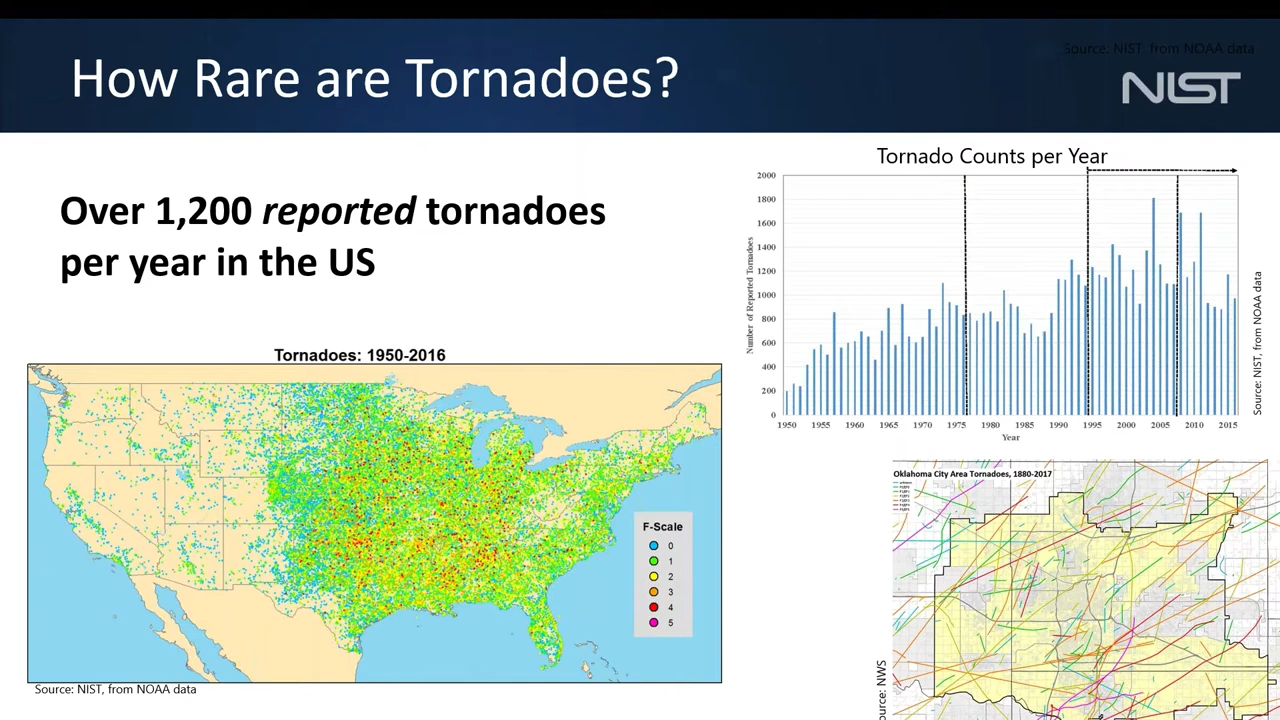 Source: NIST, from NOAA data
How Rare are Tornadoes?
NIST
Over 1,200 reported tornadoes
per year in the US
Tornado Counts per Year
2000
1800
1600
1400
1200
1000
800
600
400
200
0
Number of Reported Tornadoes
1950 1955 1960 1965 1970 1975 1980 1985 1990 1995 2000 2005 2010 2015
Year
Source: NIST, from NOAA data
Tornadoes: 1950-2016
F-Scale
0
1
2
3
4
5
Source: NIST, from NOAA data
Oklahoma City Area Tornadoes, 1880-2017
Source: NWS